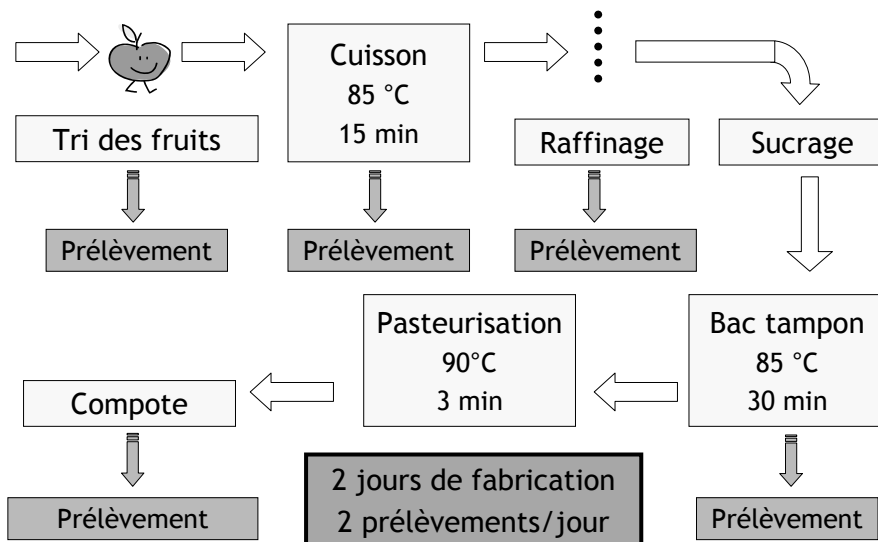 Tri des fruits
Cuisson
85 °C
15 min
Raffinage
Sucrage
Prélèvement
Prélèvement
Prélèvement
Bac tampon
85 °C
30 min
Pasteurisation
90°C
3 min
Compote
Prélèvement
2 jours de fabrication
2 prélèvements/jour
Prélèvement